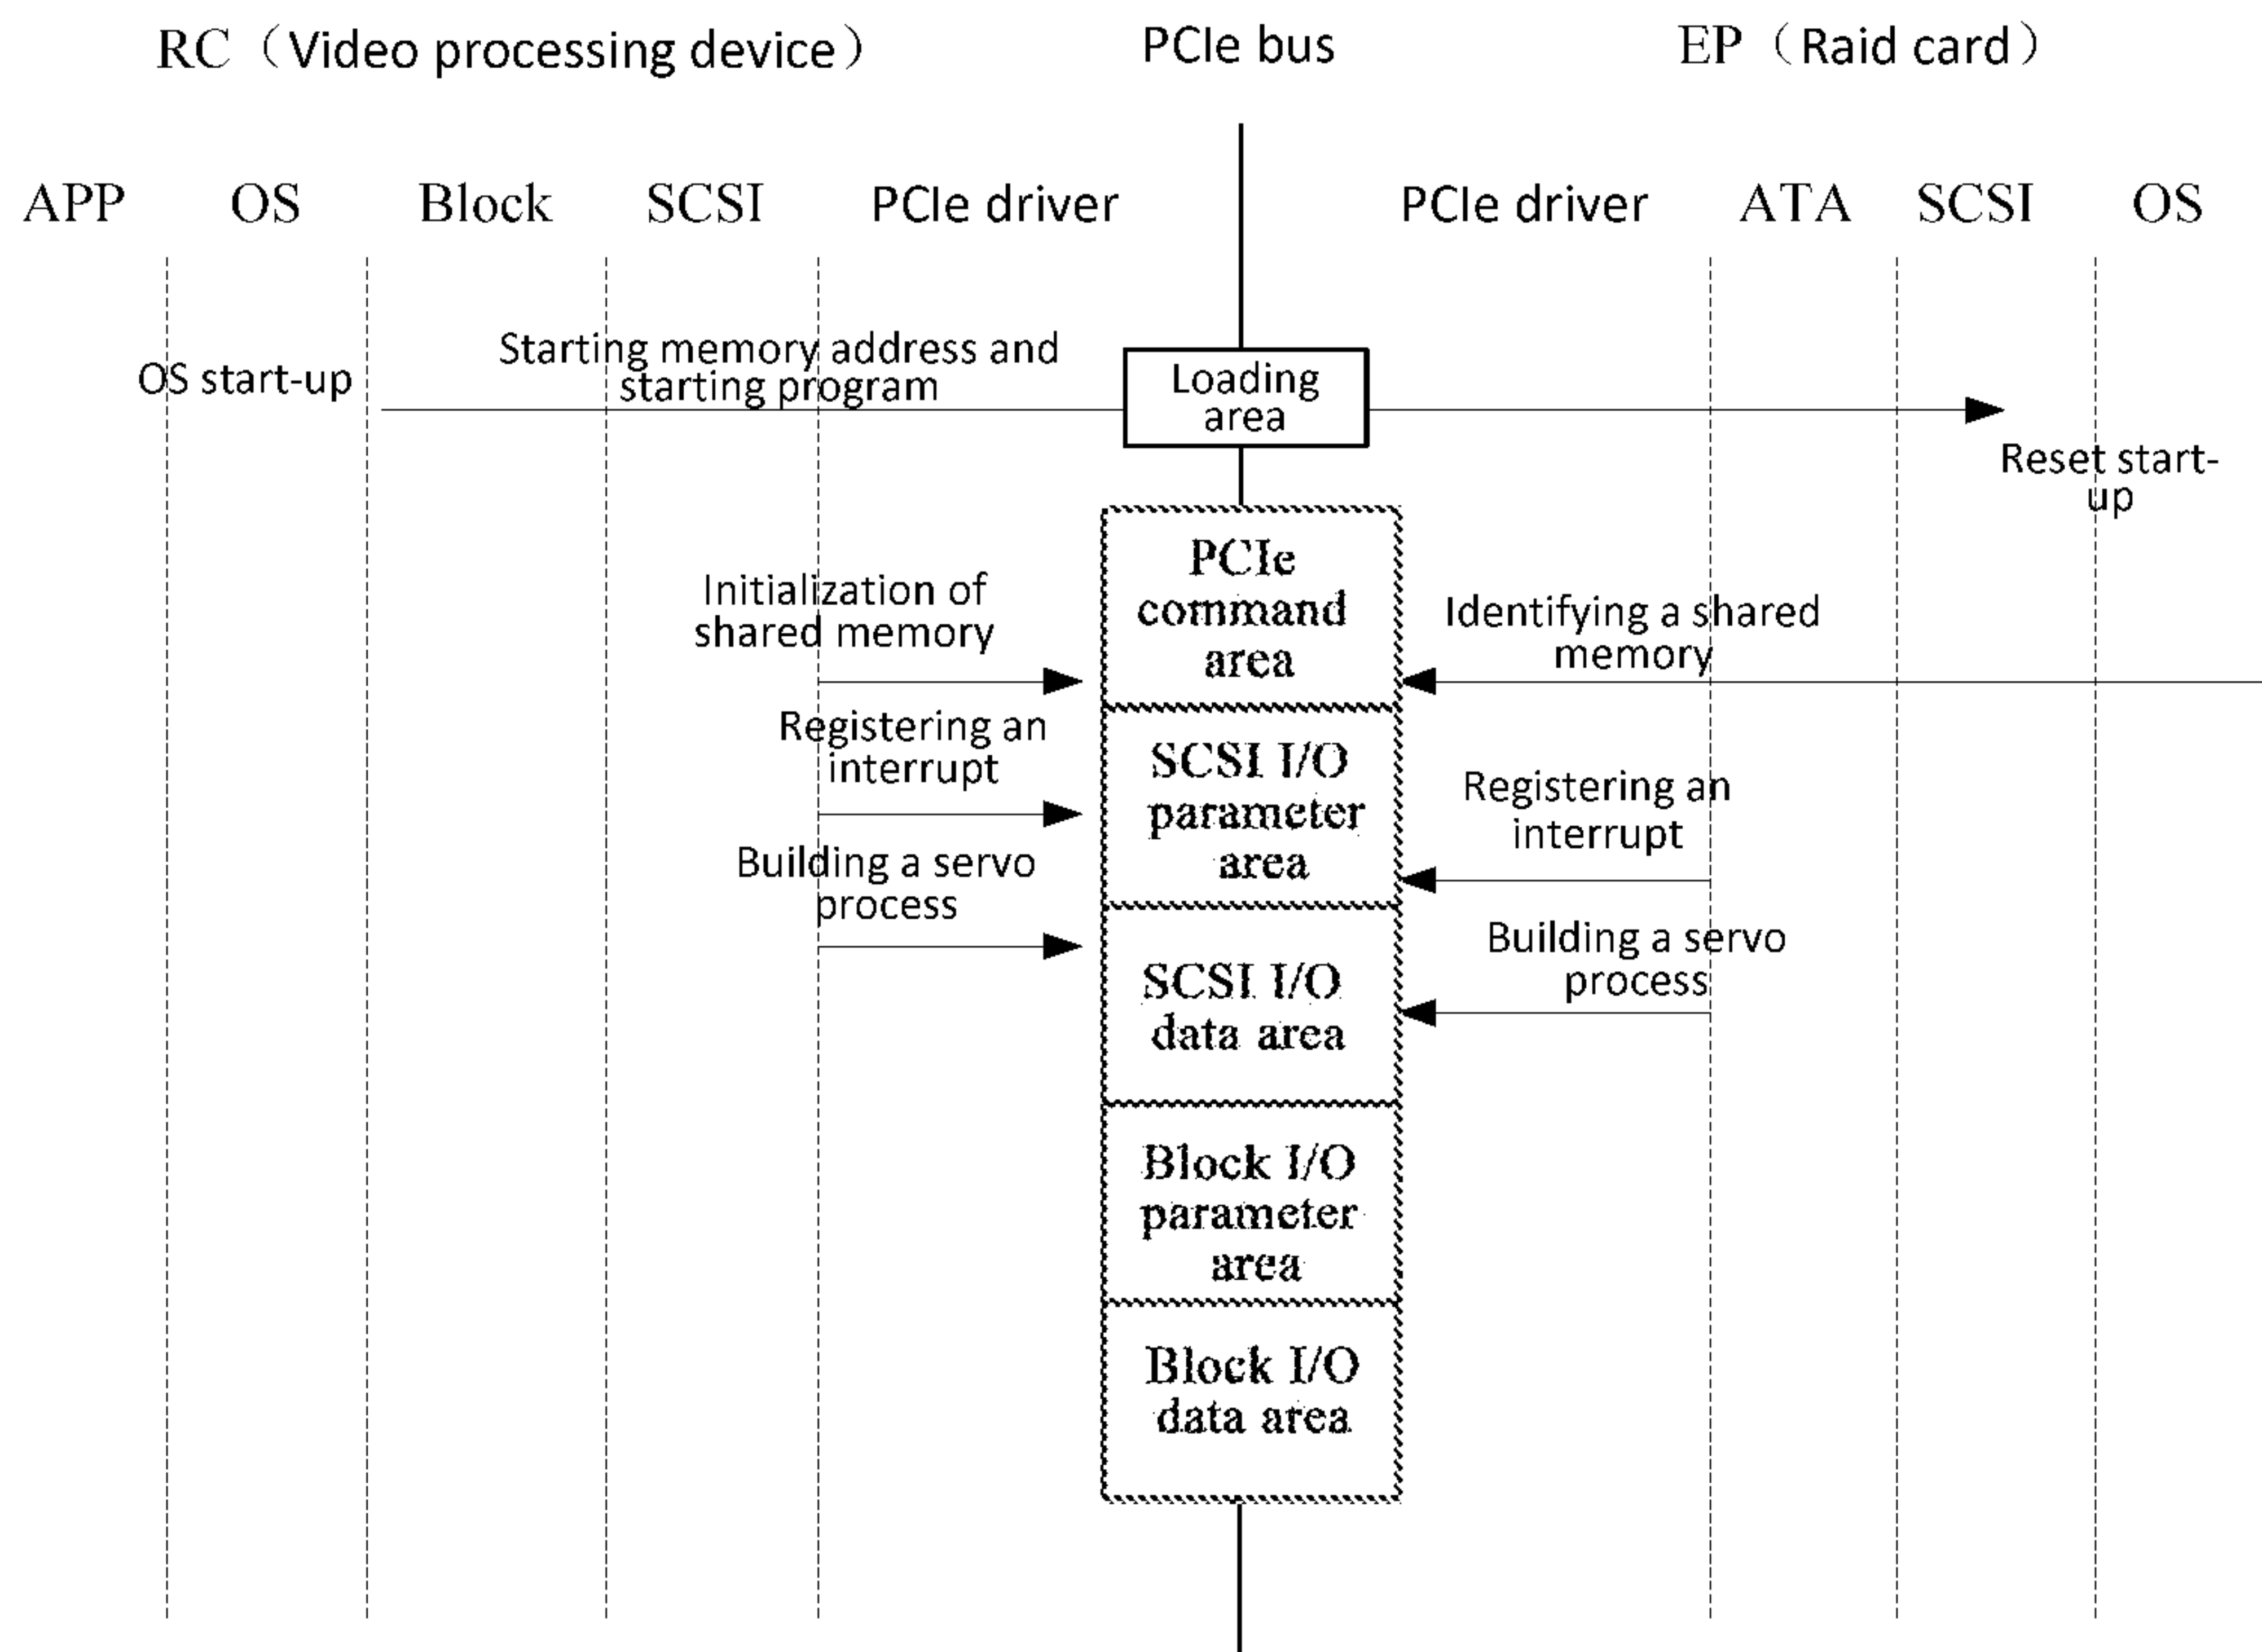 RC（Video processing device）
PCIe bus
EP（Raid card）
APP
OS
Block
SCSI
PCIe driver
PCIe driver
ATA
SCSI
OS
OS start-up
Starting memory address and
starting program
Loading
area
Reset start-
up
PCIe
command
area
Initialization of
shared memory
Identifying a shared
memory
Registering an
interrupt
SCSI I/O
parameter
area
Registering an
interrupt
Building a servo
process
Building a servo
process
SCSI I/O
data area
Block I/O
parameter
area
Block I/O
data area